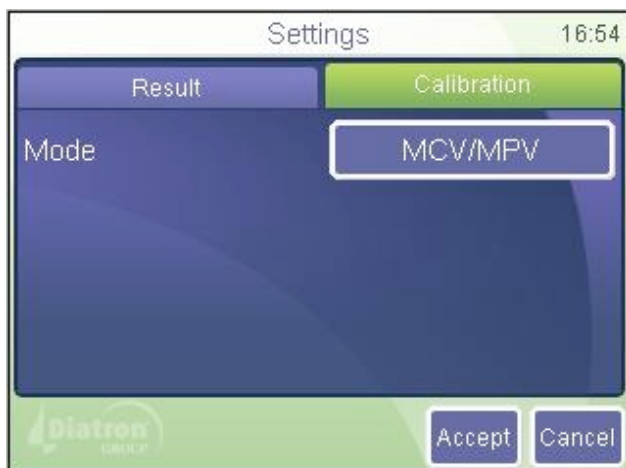 Settings 16:54
Result Calibration
Mode MCV/MPV
Diatron
GROUP
Accept Cancel